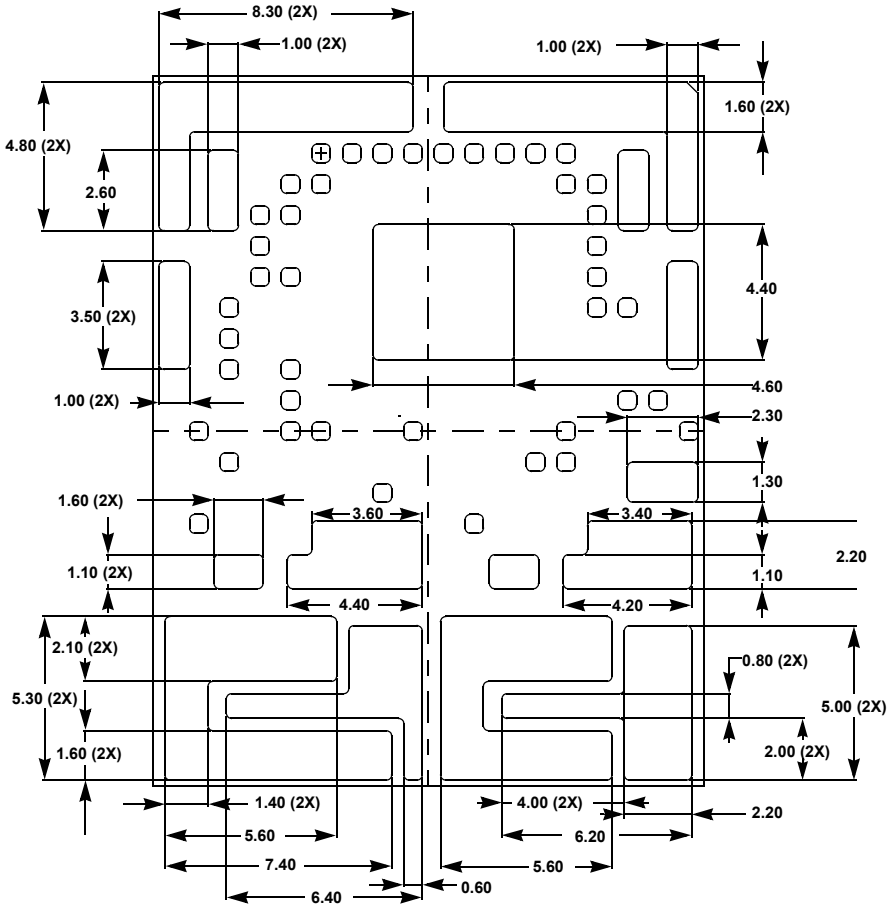 8.30 (2X)
1.00 (2X)
1.00 (2X)
1.60 (2X)
4.80 (2X)
2.60
3.50 (2X)
4.40
4.60
1.00 (2X)
2.30
1.30
1.60 (2X)
3.60
3.40
2.20
1.10 (2X)
1.10
4.40
4.20
2.10 (2X)
0.80 (2X)
5.30 (2X)
5.00 (2X)
1.60 (2X)
2.00 (2X)
1.40 (2X)
4.00 (2X)
2.20
5.60
6.20
7.40
5.60
0.60
6.40